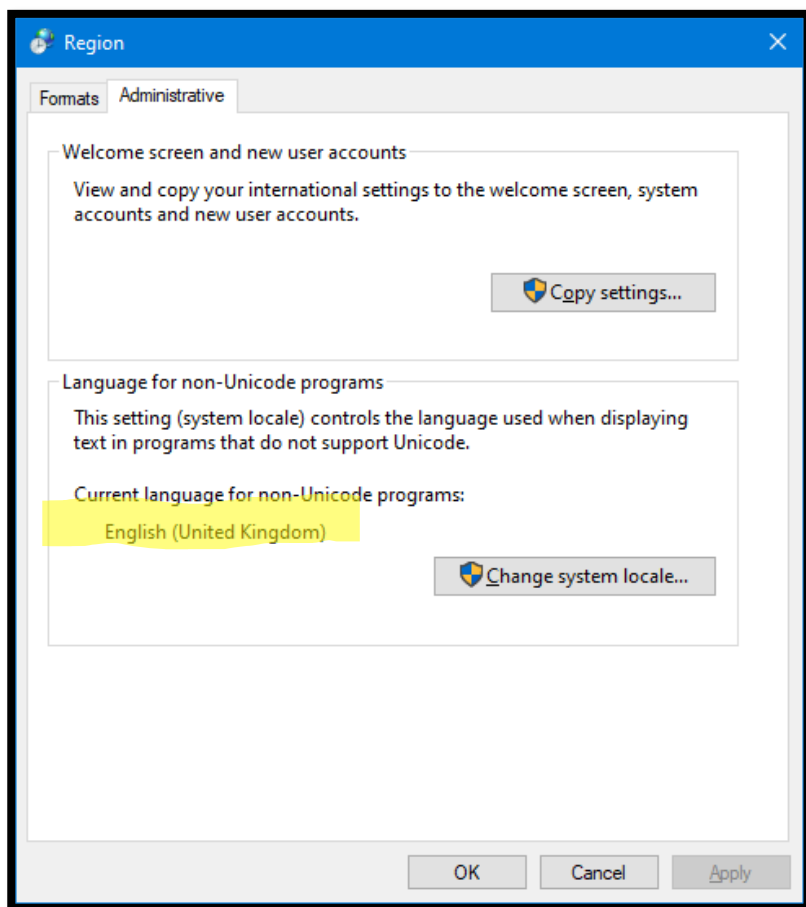 Region
Formats
Administrative
Welcome screen and new user accounts
View and copy your international settings to the welcome screen, system
accounts and new user accounts.
Copy settings...
Language for non-Unicode programs
This setting (system locale) controls the language used when displaying
text in programs that do not support Unicode.
Current language for non-Unicode programs:
English (United Kingdom)
Change system locale...
OK
Cancel
Apply